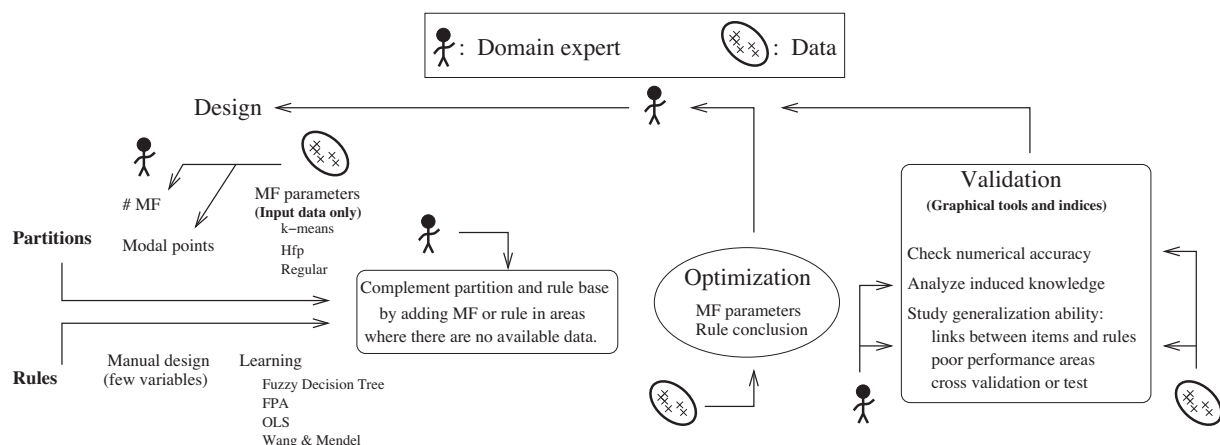 : Domain expert
: Data
Design
# MF
Modal points
MF parameters
(Input data only)
k−means
Hfp
Regular
Partitions
Complement partition and rule base
by adding MF or rule in areas
where there are no available data.
Rules
Manual design
(few variables)
Learning
Fuzzy Decision Tree
FPA
OLS
Wang & Mendel
Optimization
MF parameters
Rule conclusion
Validation
(Graphical tools and indices)
Check numerical accuracy
Analyze induced knowledge
Study generalization ability:
links between items and rules
poor performance areas
cross validation or test